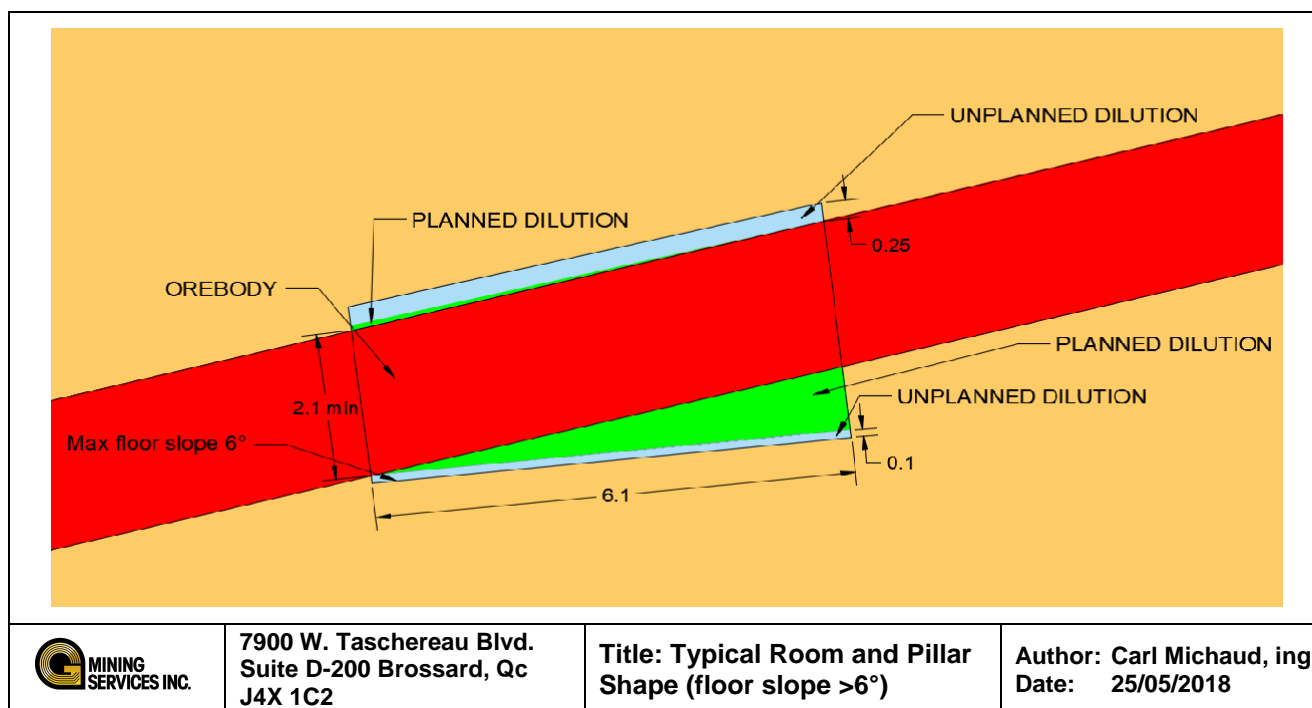 UNPLANNED DILUTION
PLANNED DILUTION
0.25
OREBODY
PLANNED DILUTION
2.1 min
UNPLANNED DILUTION
Max floor slope 6°
0.1
6.1
G
MINING
SERVICES INC.
7900 W. Taschereau Blvd.
Suite D-200 Brossard, Qc
J4X 1C2
Title: Typical Room and Pillar
Shape (floor slope >6°)
Author: Carl Michaud, ing
Date: 25/05/2018